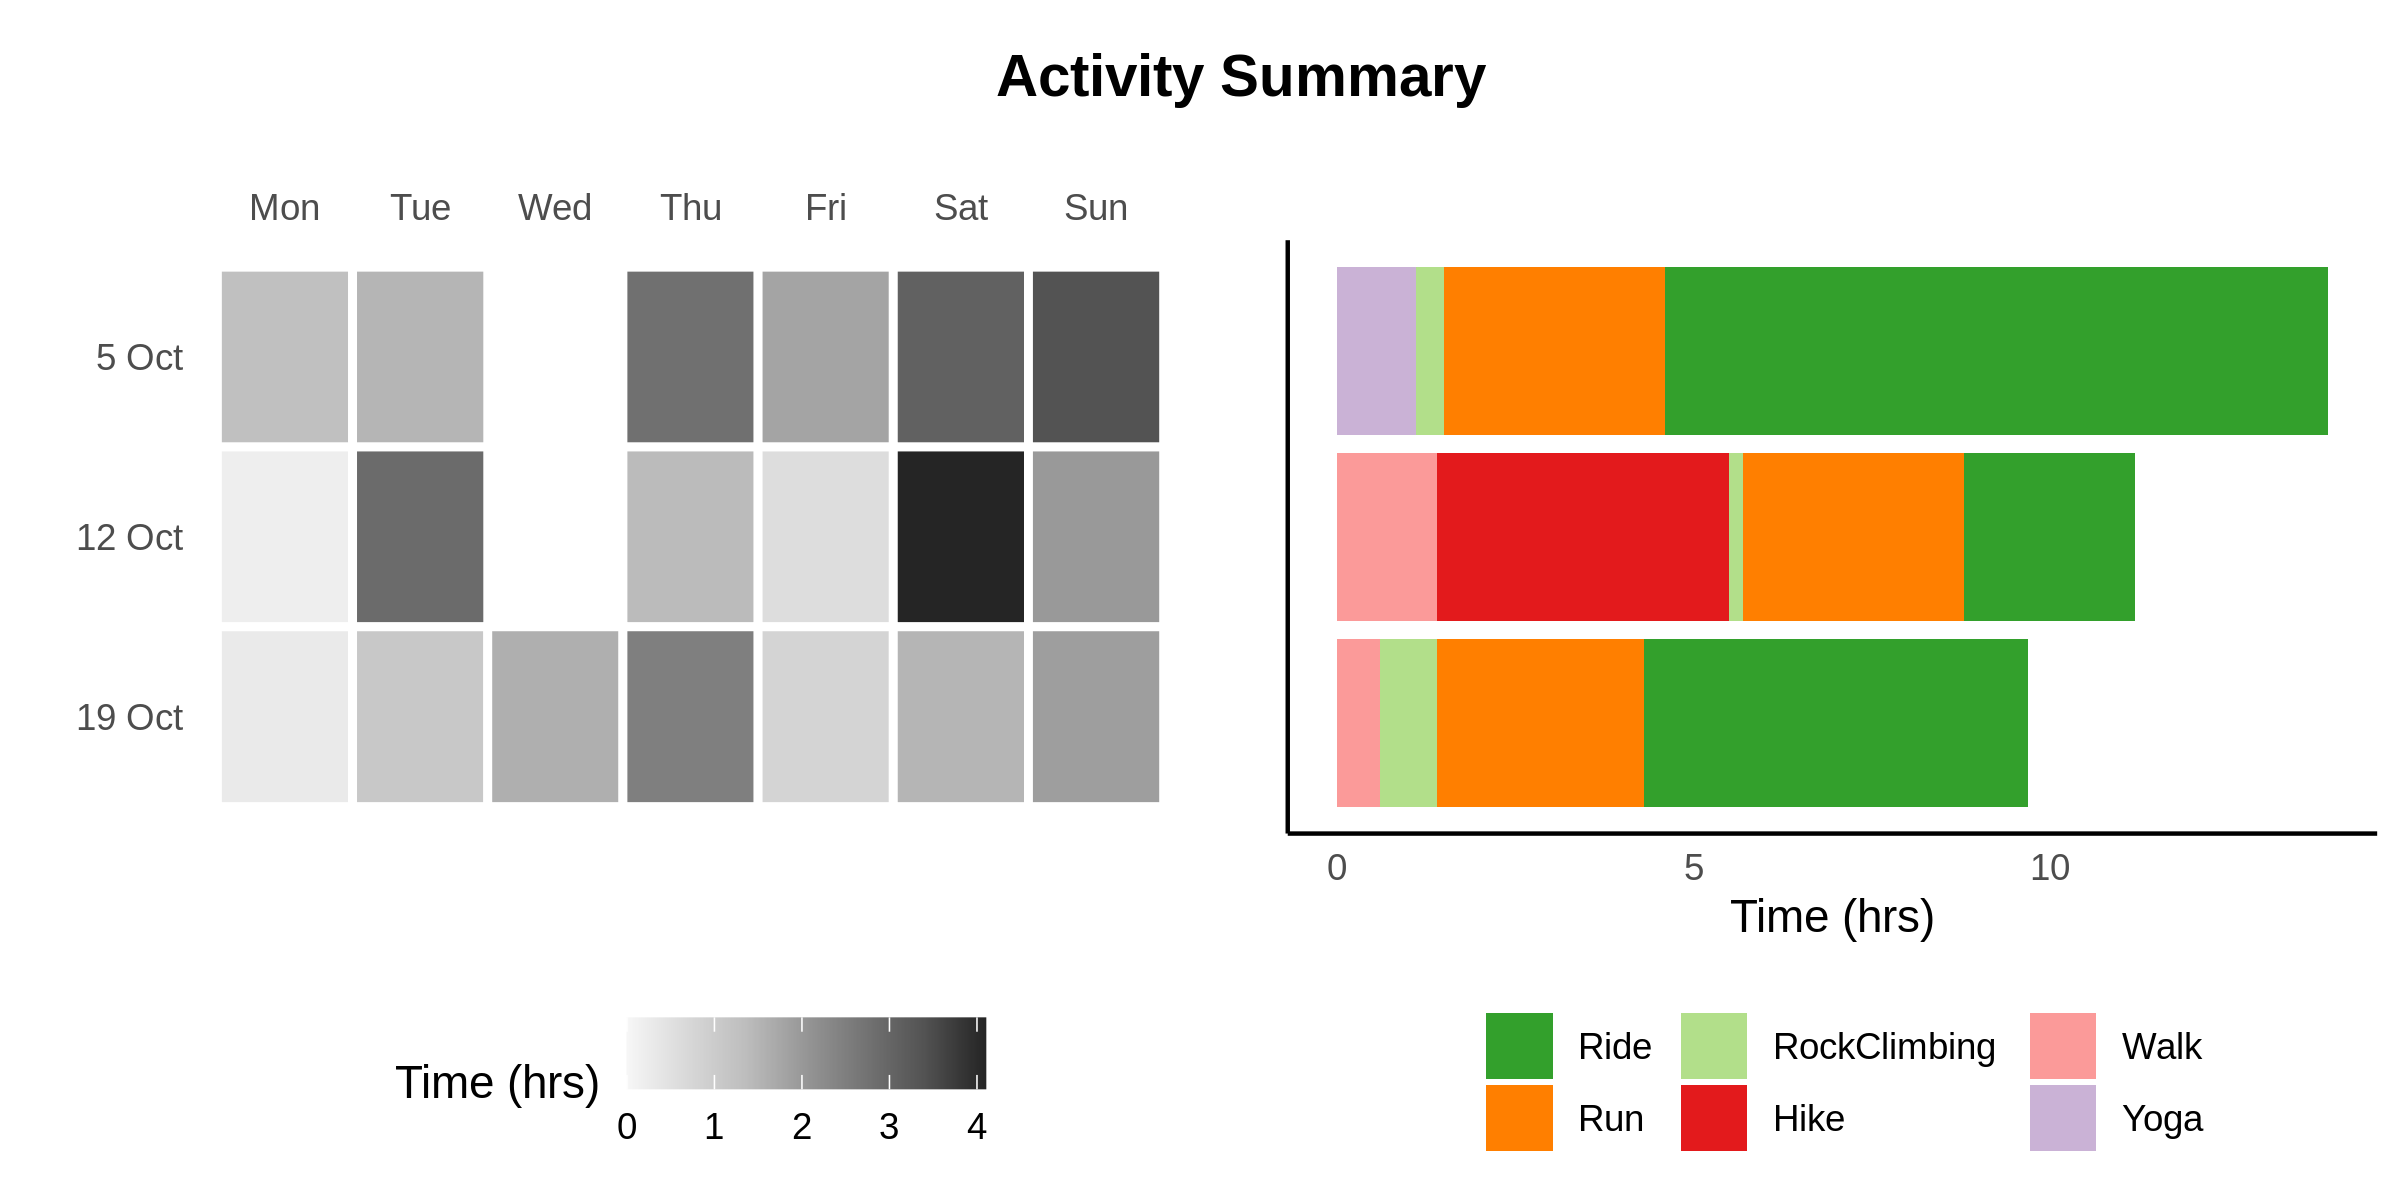 Activity Summary
Mon Tue Wed Thu Fri Sat Sun
5 Oct
12 Oct
19 Oct
0 5 10
Time (hrs)
Time (hrs)
0 1 2 3 4
Ride RockClimbing Walk
Run Hike Yoga